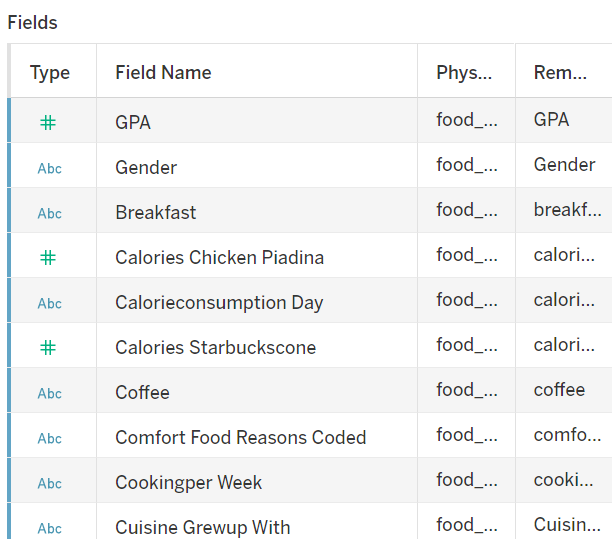 Fields
Type Field Name Phys... Rem...
# GPA food_... GPA
Abc Gender food_... Gender
Abc Breakfast food_... breakf...
# Calories Chicken Piadina food_... calori...
Abc Calorieconsumption Day food_... calori...
# Calories Starbuckscone food_... calori...
Abc Coffee food_... coffee
Abc Comfort Food Reasons Coded food_... comfo...
Abc Cookingper Week food_... cooki...
Abc Cuisine Grewup With food_... Cuisin...